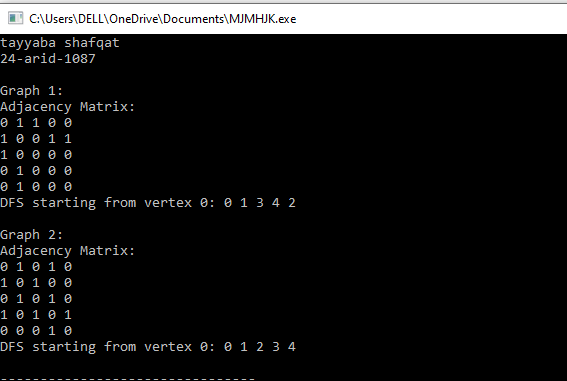 C:\Users\DELL\OneDrive\Documents\MJMHJK.exe
tayyaba shafqat
24-arid-1087
Graph 1:
Adjacency Matrix:
0 1 1 0 0
1 0 0 1 1
1 0 0 0 0
0 1 0 0 0
0 1 0 0 0
DFS starting from vertex 0: 0 1 3 4 2
Graph 2:
Adjacency Matrix:
0 1 0 1 0
1 0 1 0 0
0 1 0 1 0
1 0 1 0 1
0 0 0 1 0
DFS starting from vertex 0: 0 1 2 3 4
--------------------------------